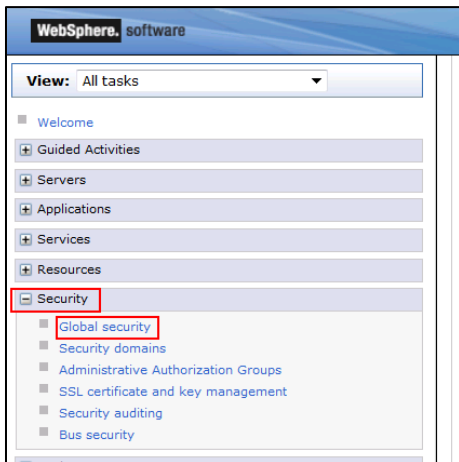 WebSphere. software
View: All tasks
Welcome
Guided Activities
Servers
Applications
Services
Resources
Security
Global security
Security domains
Administrative Authorization Groups
SSL certificate and key management
Security auditing
Bus security